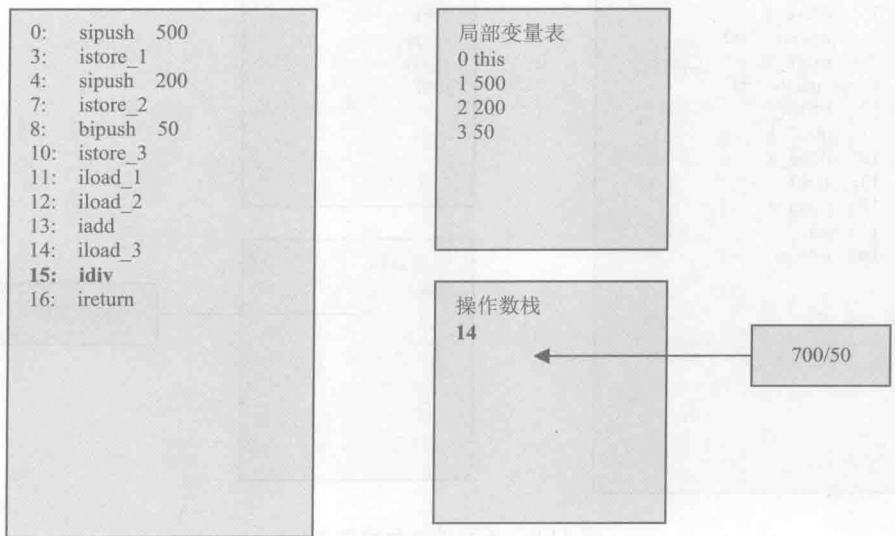 0: sipush 500
3: istore_1
4: sipush 200
7: istore_2
8: bipush 50
10: istore_3
11: iload_1
12: iload_2
13: iadd
14: iload_3
15: idiv
16: ireturn
局部变量表
0 this
1 500
2 200
3 50
操作数栈
14
700/50